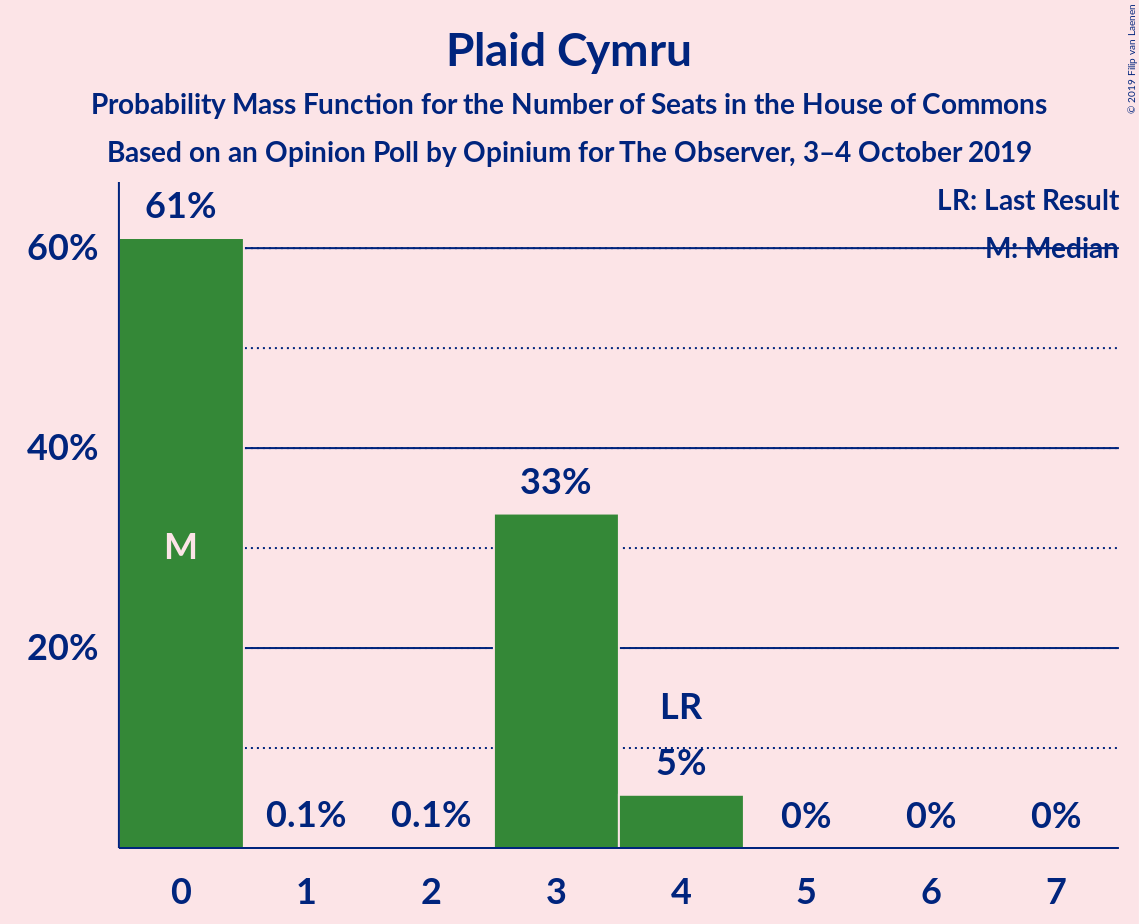 Plaid Cymru
Probability Mass Function for the Number of Seats in the House of Commons
Based on an Opinion Poll by Opinium for The Observer, 3–4 October 2019
© 2019 Filip van Laenen
LR: Last Result
M: Median
61%
60%
40%
33%
M
20%
LR
5%
0.1%
0.1%
0%
0%
0%
0 1 2 3 4 5 6 7